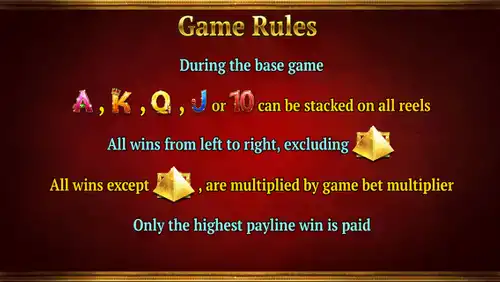 Game Rules
During the base game
A, K, Q, J or 10 can be stacked on all reels
All wins from left to right, excluding
All wins except , are multiplied by game bet multiplier
Only the highest payline win is paid